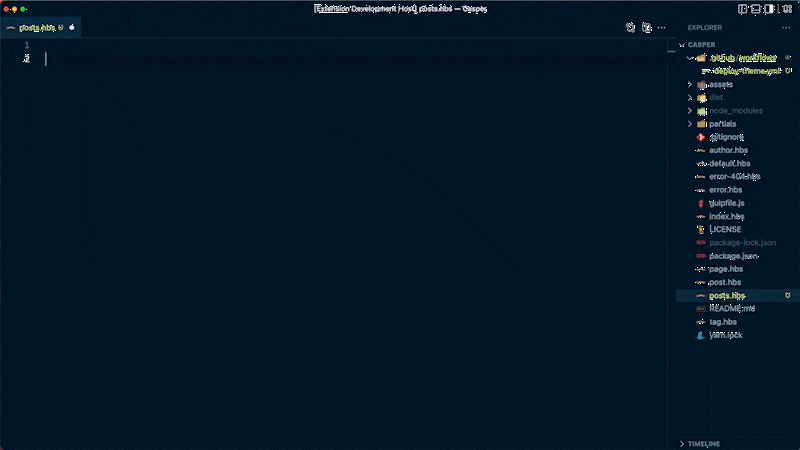 [Extension Development Host] posts.hbs — Casper
posts.hbs U
EXPLORER
1
2
CASPER
.github/workflows
deploy-theme.yml U
assets
dist
node_modules
partials
.gitignore
author.hbs
default.hbs
error-404.hbs
error.hbs
gulpfile.js
index.hbs
LICENSE
package-lock.json
package.json
page.hbs
post.hbs
posts.hbs U
README.md
tag.hbs
yarn.lock
TIMELINE